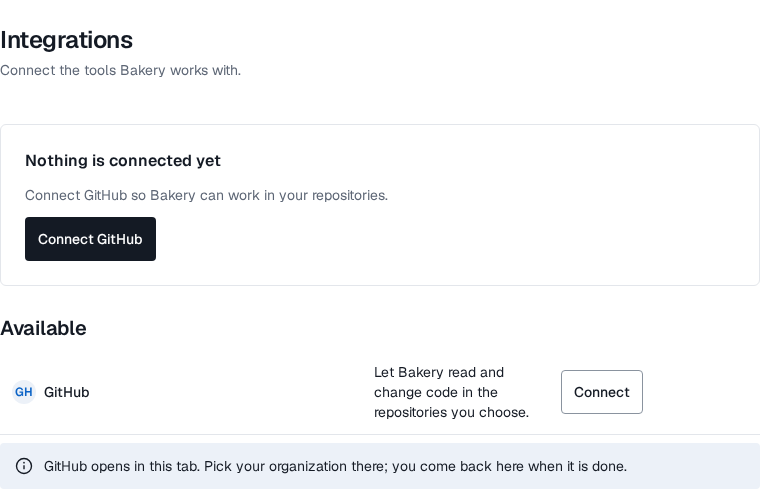 Integrations
Connect the tools Bakery works with.
Nothing is connected yet
Connect GitHub so Bakery can work in your repositories.
Connect GitHub
Available
GH GitHub
Let Bakery read and
change code in the
repositories you choose.
Connect
GitHub opens in this tab. Pick your organization there; you come back here when it is done.